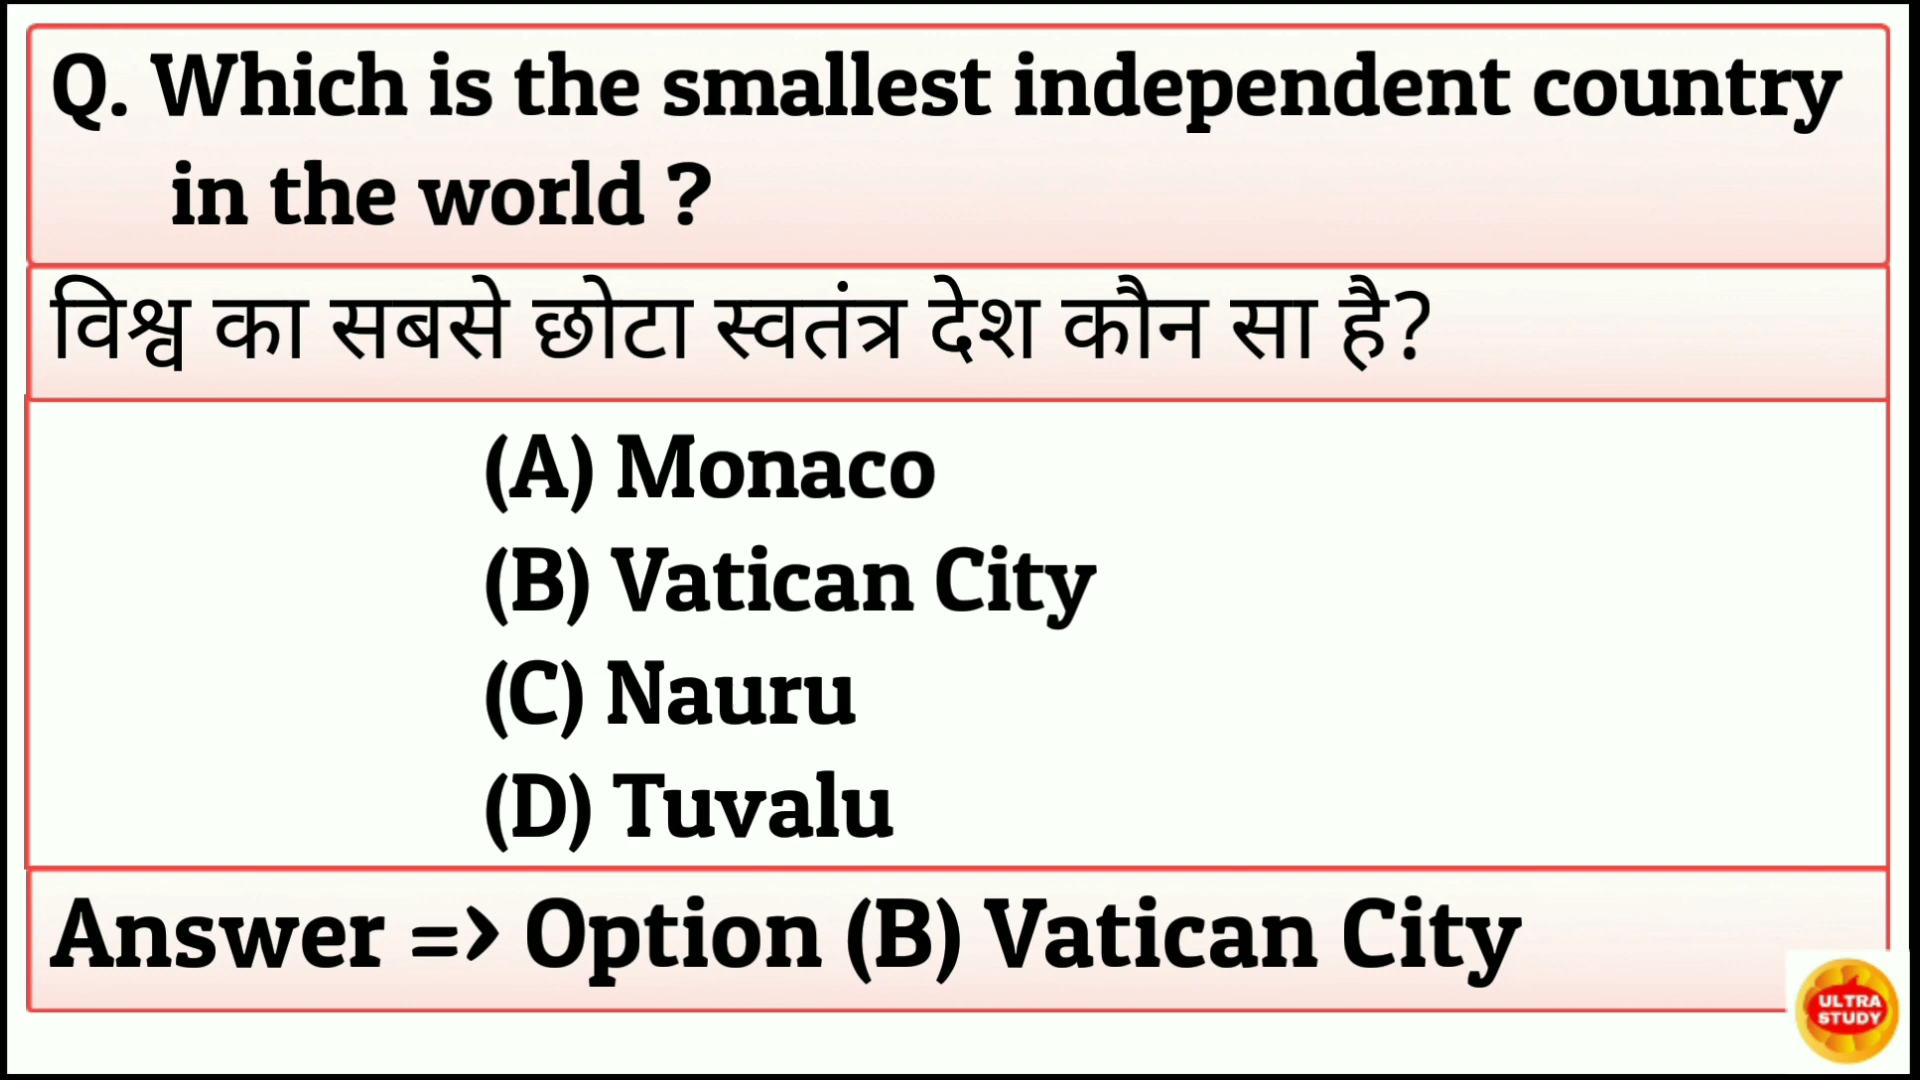 Q. Which is the smallest independent country
in the world ?
विश्व का सबसे छोटा स्वतंत्र देश कौन सा है?
(A) Monaco
(B) Vatican City
(C) Nauru
(D) Tuvalu
Answer => Option (B) Vatican City
ULTRA
STUDY